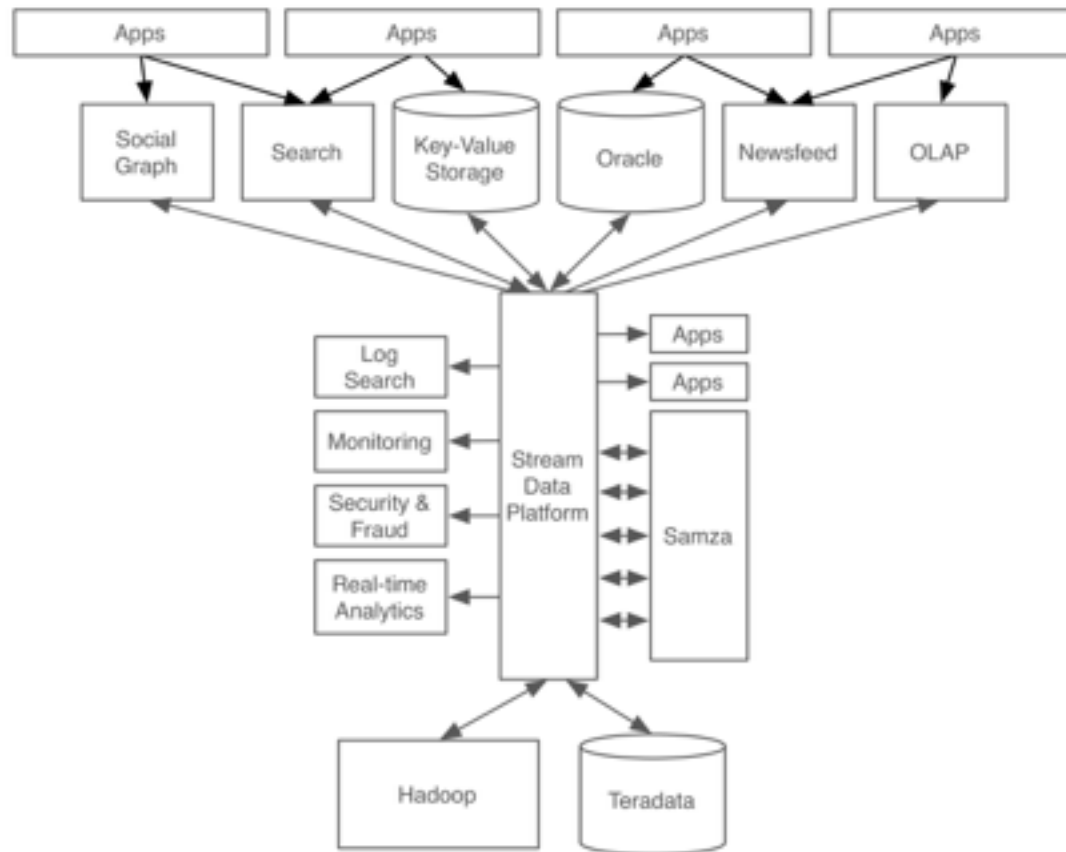 Apps
Apps
Apps
Apps
Social
Graph
Search
Key-Value
Storage
Oracle
Newsfeed
OLAP
Log
Search
Monitoring
Security &
Fraud
Real-time
Analytics
Stream
Data
Platform
Apps
Apps
Samza
Hadoop
Teradata